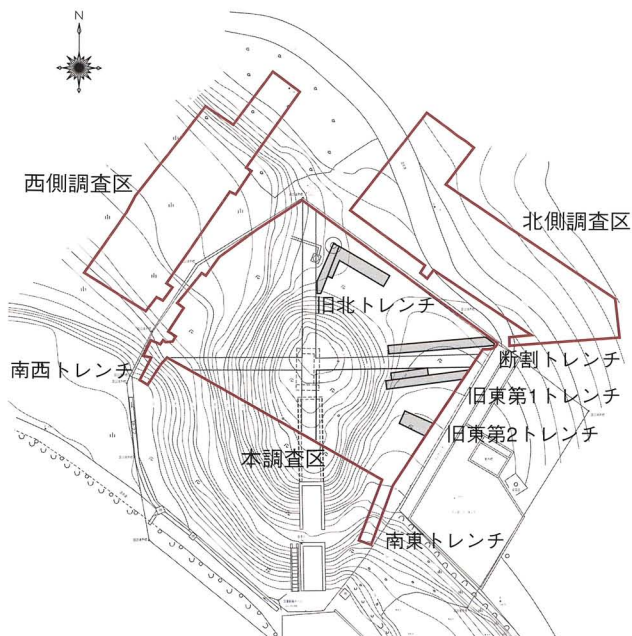 N
西側調査区
北側調査区
旧北トレンチ
断割トレンチ
南西トレンチ
旧東第1トレンチ
旧東第2トレンチ
本調査区
南東トレンチ